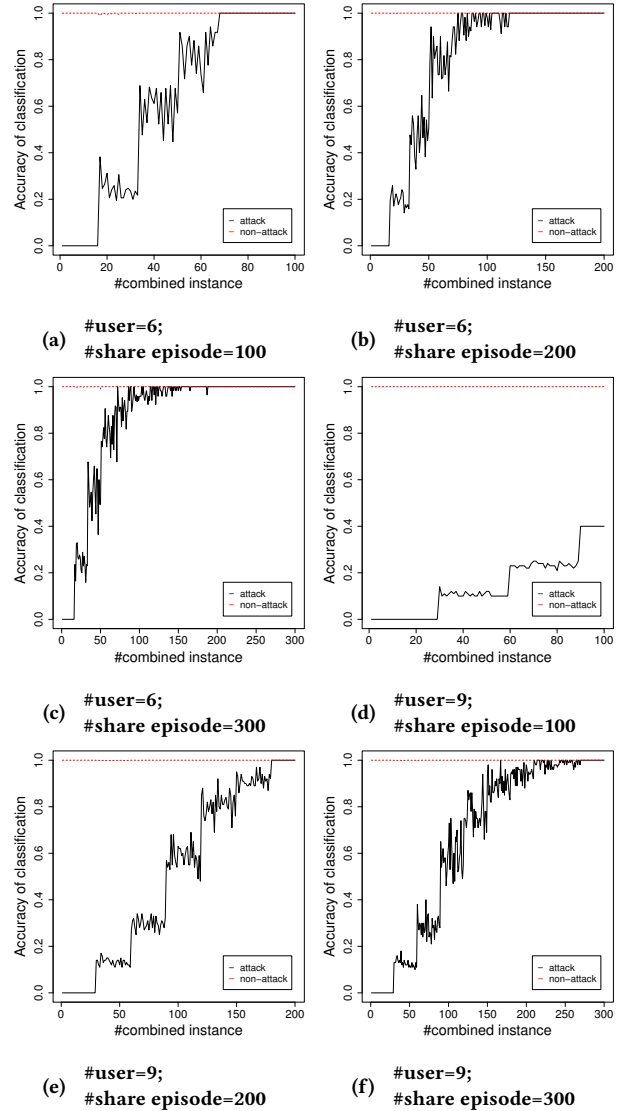 1.0
0.8
0.6
0.4
0.2
0.0
Accuracy of classification
attack
non-attack
0 20 40 60 80 100
#combined instance
(a) #user=6;
#share episode=100
1.0
0.8
0.6
0.4
0.2
0.0
Accuracy of classification
attack
non-attack
0 50 100 150 200
#combined instance
(b) #user=6;
#share episode=200
1.0
0.8
0.6
0.4
0.2
0.0
Accuracy of classification
attack
non-attack
0 50 100 150 200 250 300
#combined instance
(c) #user=6;
#share episode=300
1.0
0.8
0.6
0.4
0.2
0.0
Accuracy of classification
attack
non-attack
0 20 40 60 80 100
#combined instance
(d) #user=9;
#share episode=100
1.0
0.8
0.6
0.4
0.2
0.0
Accuracy of classification
attack
non-attack
0 50 100 150 200
#combined instance
(e) #user=9;
#share episode=200
1.0
0.8
0.6
0.4
0.2
0.0
Accuracy of classification
attack
non-attack
0 50 100 150 200 250 300
#combined instance
(f) #user=9;
#share episode=300